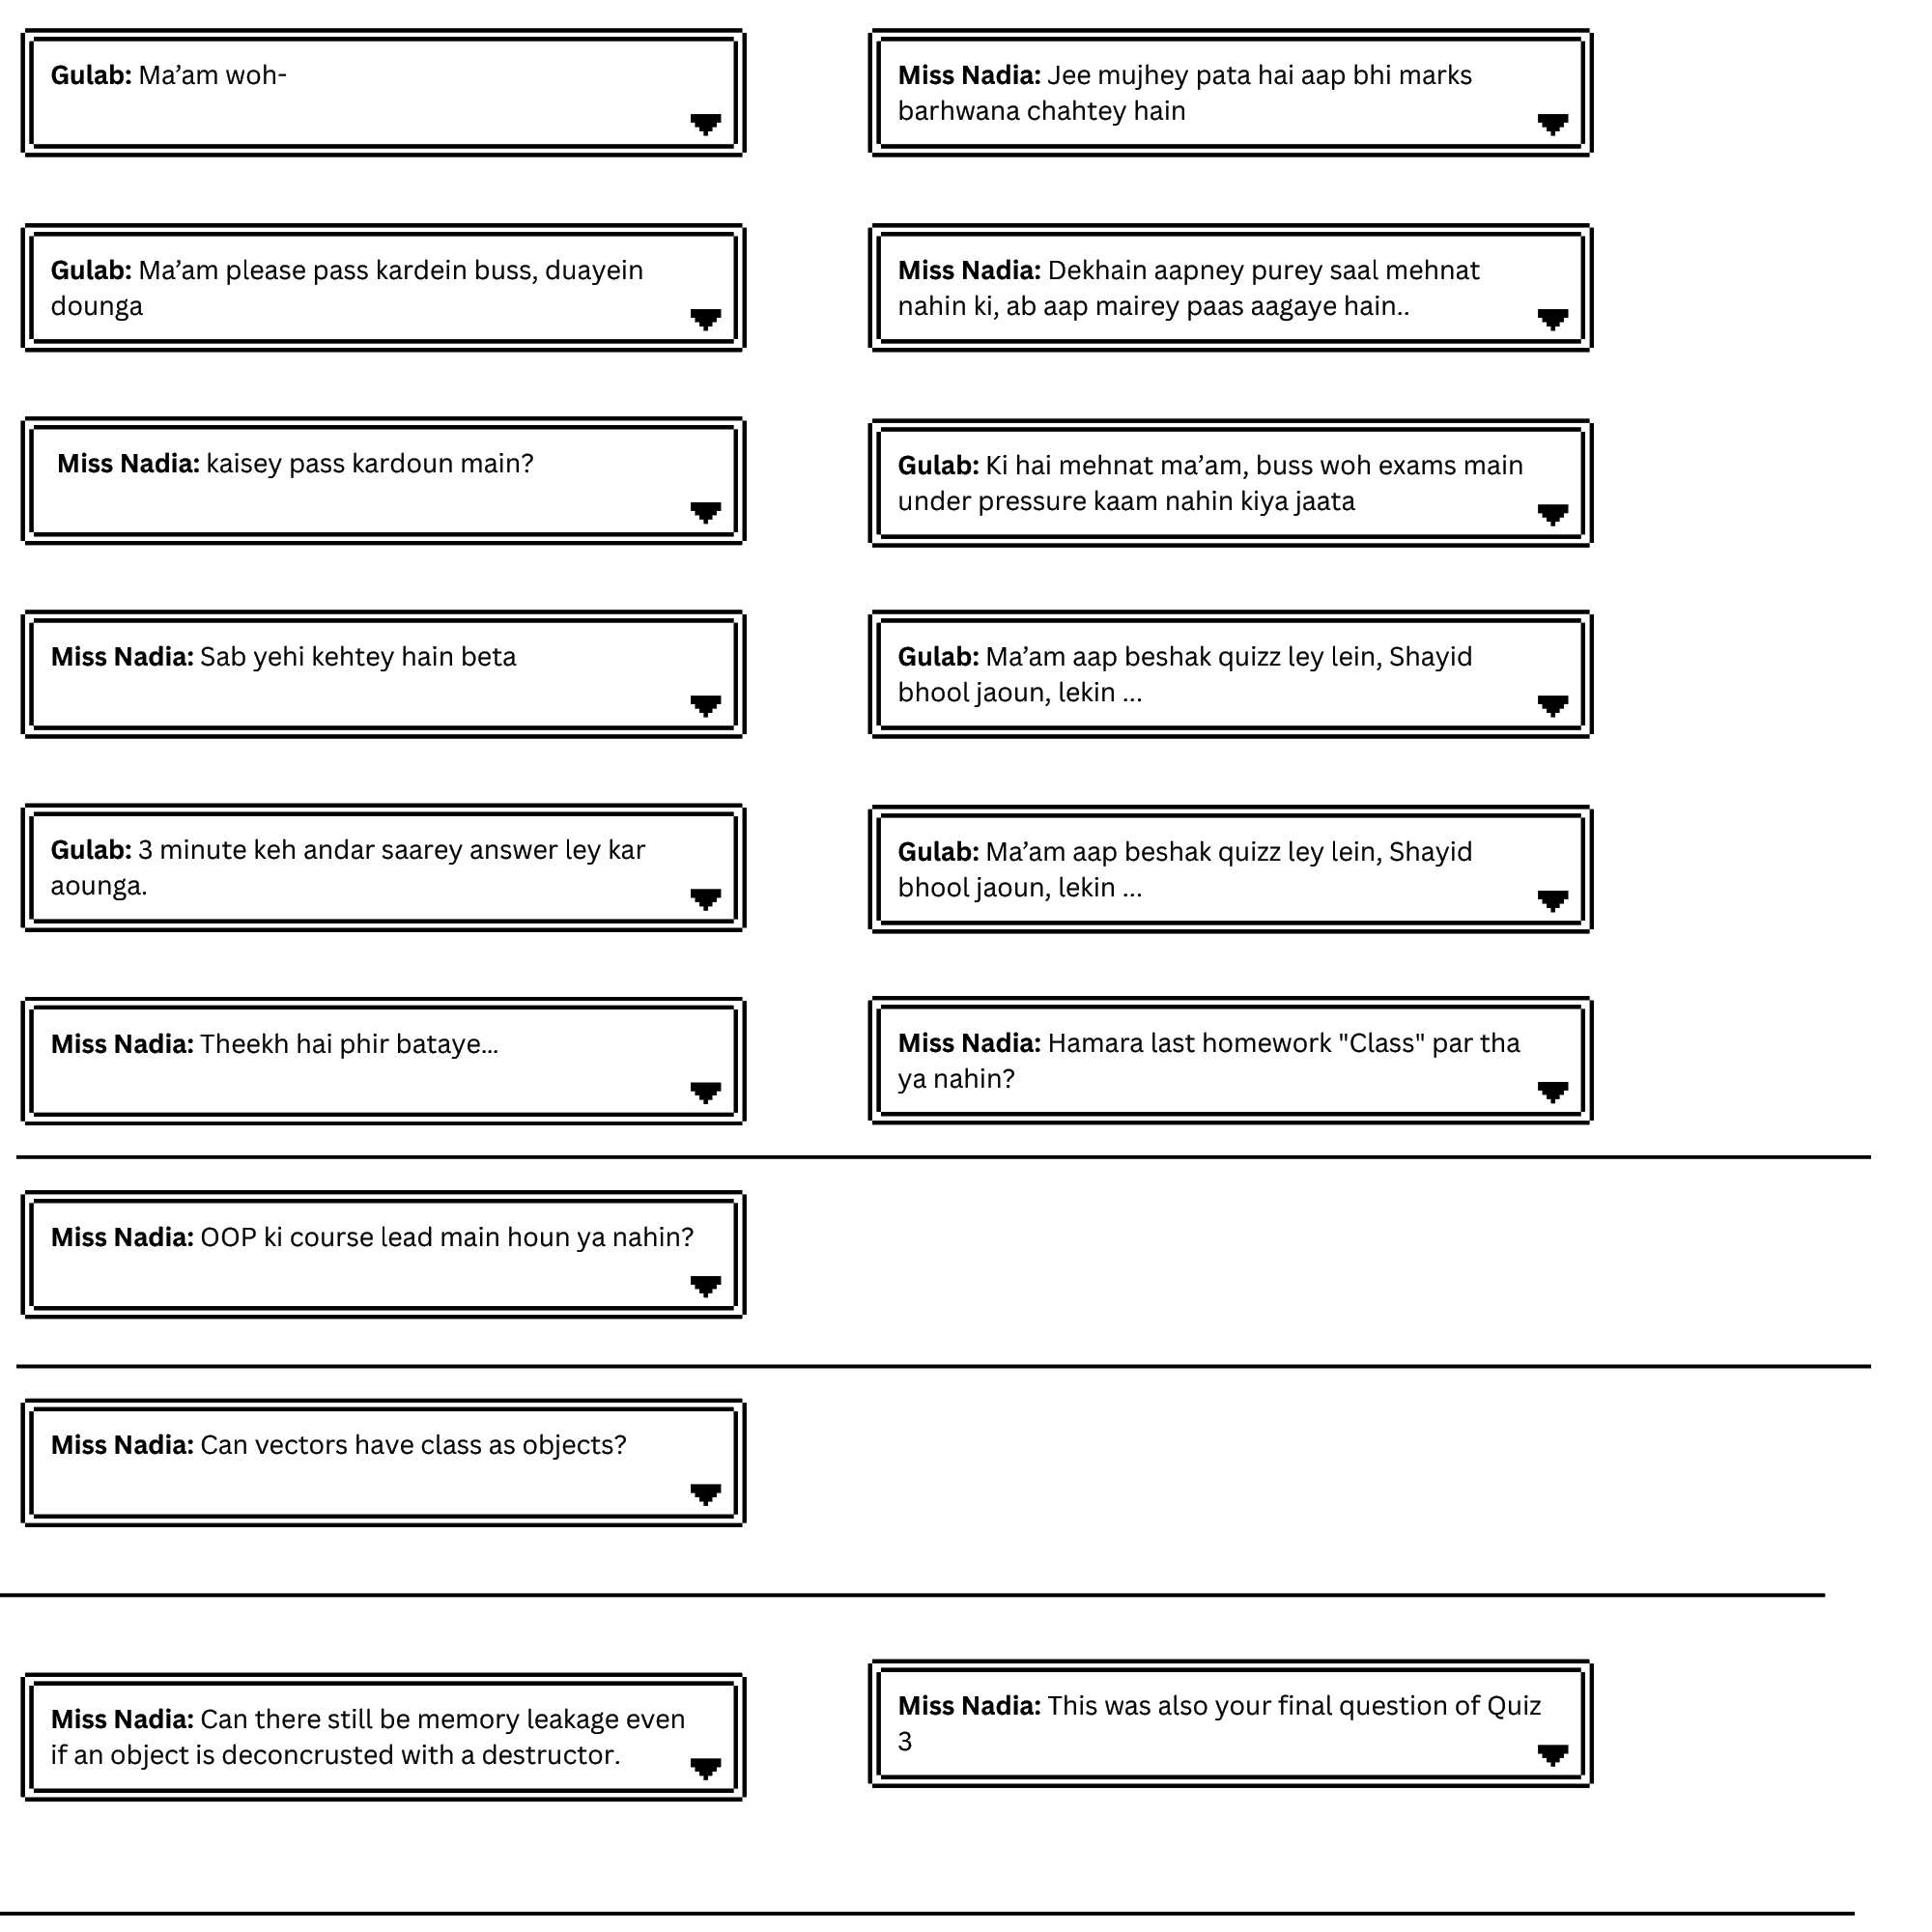 Gulab: Ma’am woh-
Miss Nadia: Jee mujhey pata hai aap bhi marks
barhwana chahtey hain
Gulab: Ma’am please pass kardein buss, duayein
dounga
Miss Nadia: Dekhain aapney purey saal mehnat
nahin ki, ab aap mairey paas aagaye hain..
Miss Nadia: kaisey pass kardoun main?
Gulab: Ki hai mehnat ma’am, buss woh exams main
under pressure kaam nahin kiya jaata
Miss Nadia: Sab yehi kehtey hain beta
Gulab: Ma’am aap beshak quizz ley lein, Shayid
bhool jaoun, lekin ...
Gulab: 3 minute keh andar saarey answer ley kar
aounga.
Gulab: Ma’am aap beshak quizz ley lein, Shayid
bhool jaoun, lekin ...
Miss Nadia: Theekh hai phir bataye...
Miss Nadia: Hamara last homework "Class" par tha
ya nahin?
Miss Nadia: OOP ki course lead main houn ya nahin?
Miss Nadia: Can vectors have class as objects?
Miss Nadia: Can there still be memory leakage even
if an object is deconcrusted with a destructor.
Miss Nadia: This was also your final question of Quiz
3